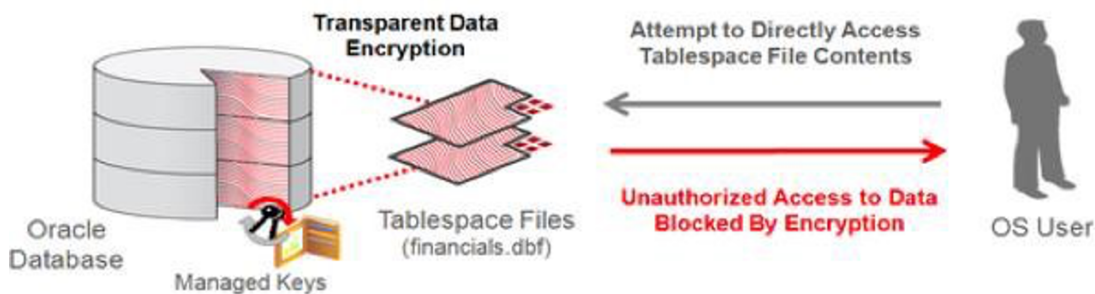 Transparent Data
Encryption
Attempt to Directly Access
Tablespace File Contents
Unauthorized Access to Data
Blocked By Encryption
Oracle
Database
Managed Keys
Tablespace Files
(financials.dbf)
OS User